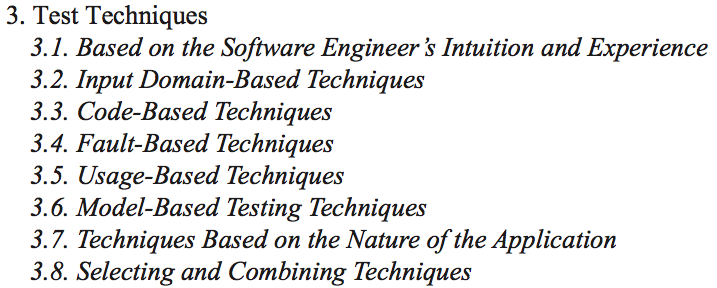 3. Test Techniques
3.1. Based on the Software Engineer’s Intuition and Experience
3.2. Input Domain-Based Techniques
3.3. Code-Based Techniques
3.4. Fault-Based Techniques
3.5. Usage-Based Techniques
3.6. Model-Based Testing Techniques
3.7. Techniques Based on the Nature of the Application
3.8. Selecting and Combining Techniques